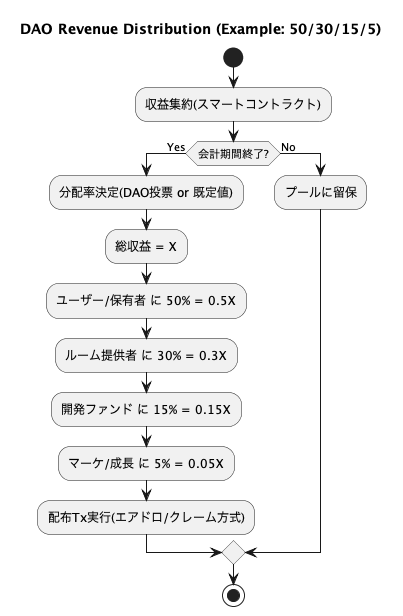 DAO Revenue Distribution (Example: 50/30/15/5)
収益集約(スマートコントラクト)
会計期間終了?
Yes
No
分配率決定(DAO投票 or 既定値)
プールに留保
総収益 = X
ユーザー/保有者 に 50% = 0.5X
ルーム提供者 に 30% = 0.3X
開発ファンド に 15% = 0.15X
マーケ/成長 に 5% = 0.05X
配布Tx実行(エアドロ/クレーム方式)